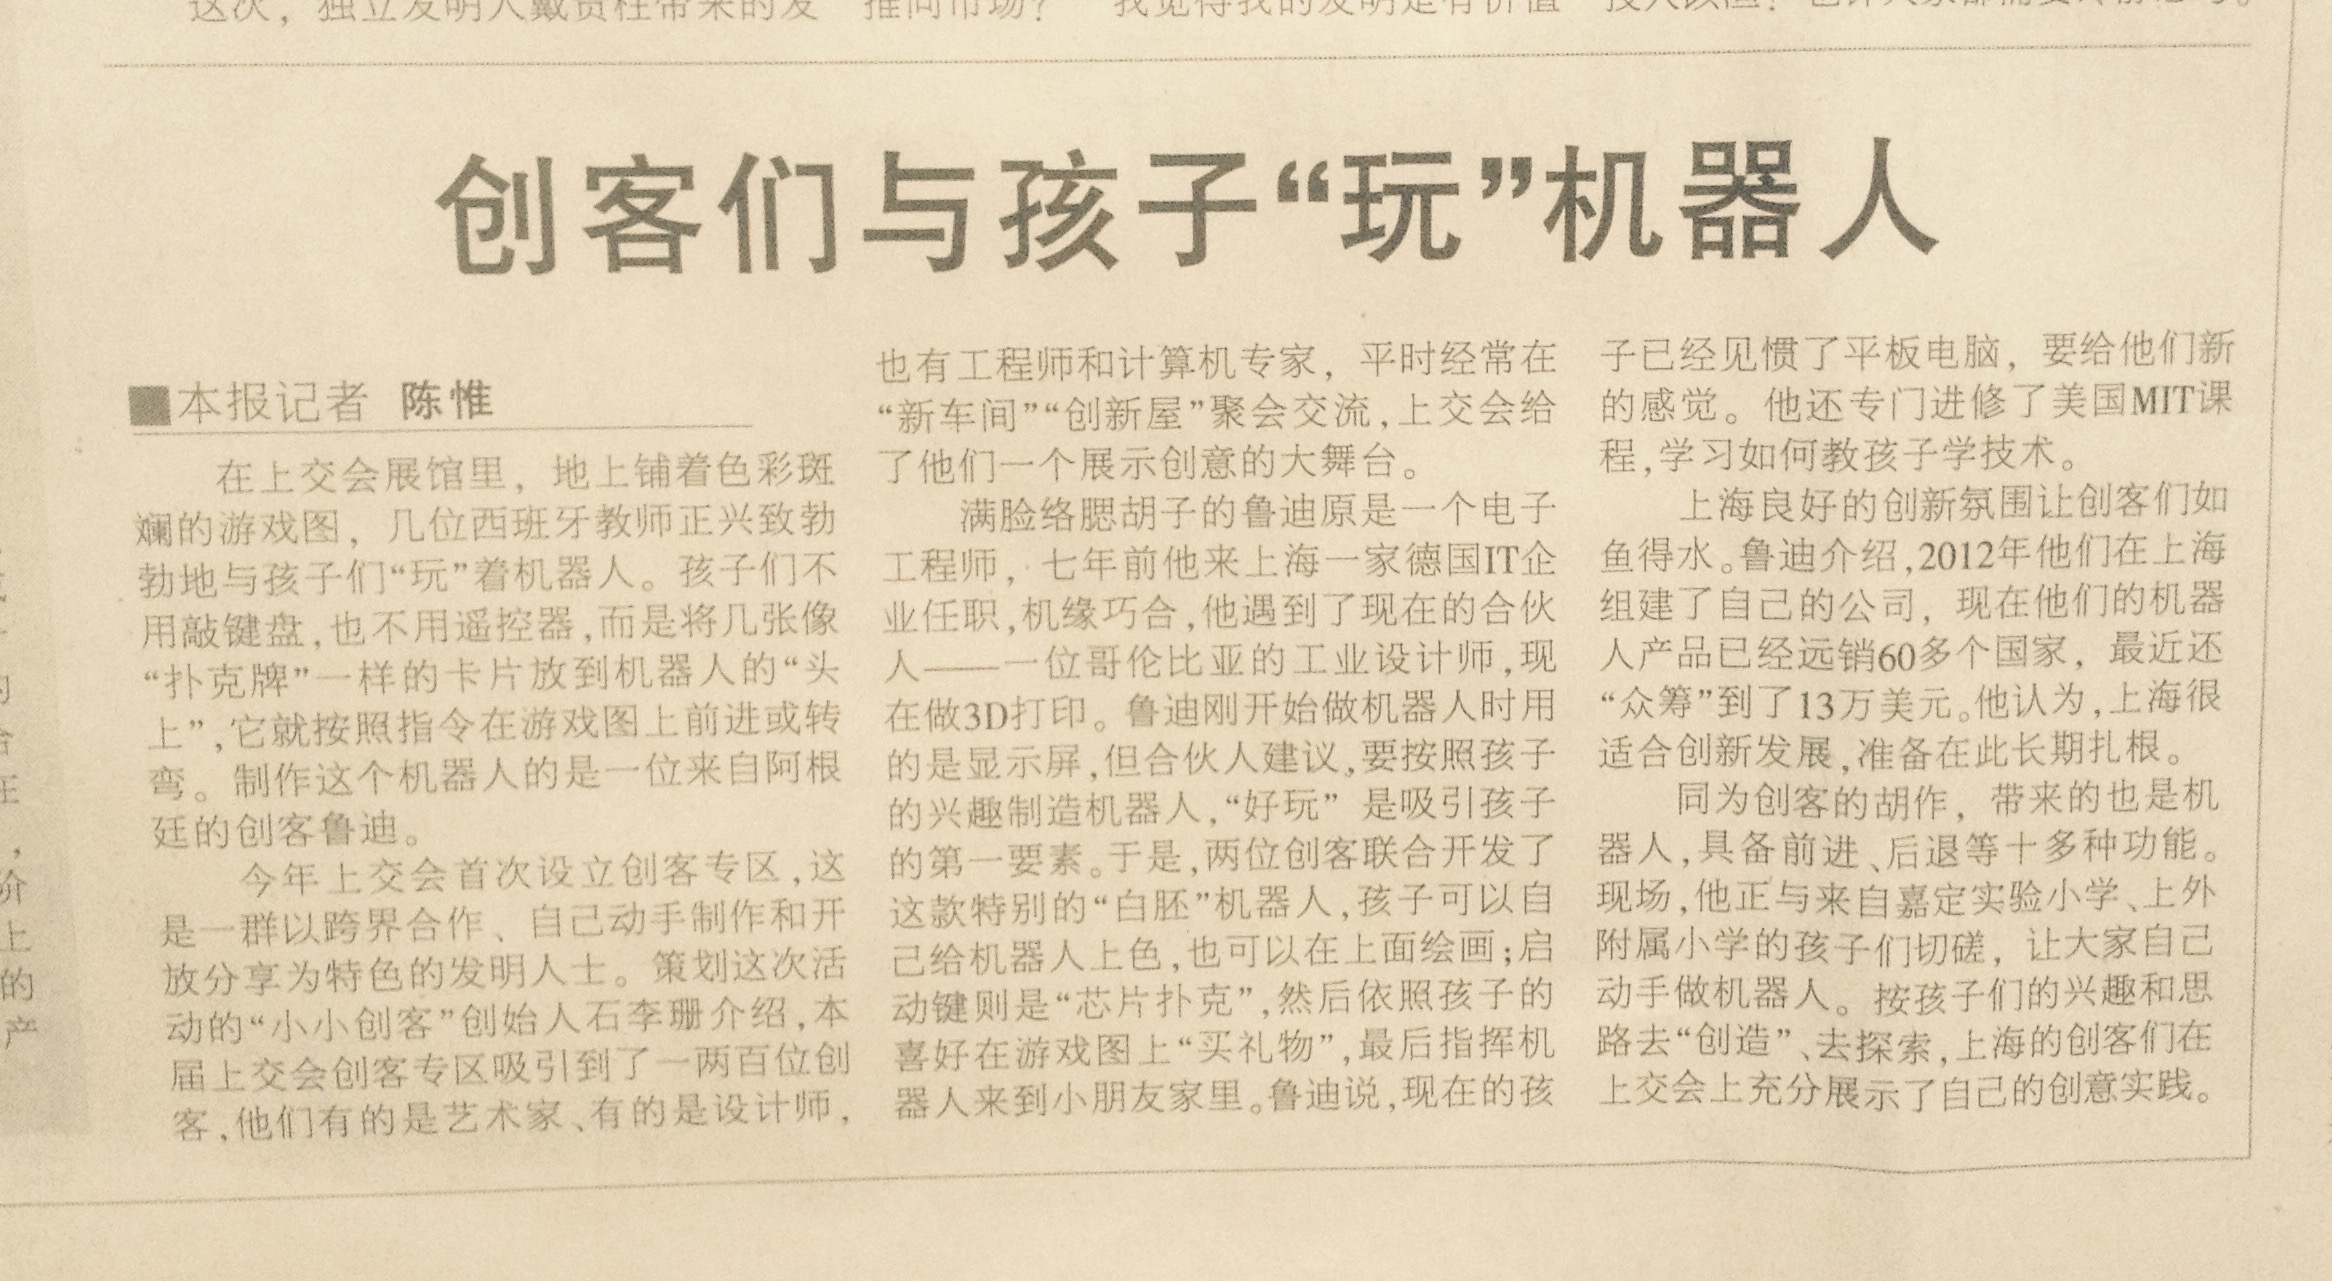 创客们与孩子“玩”机器人
■本报记者 陈惟
在上交会展馆里，地上铺着色彩斑
斓的游戏图，几位西班牙教师正兴致勃
勃地与孩子们“玩”着机器人。孩子们不
用敲键盘，也不用遥控器，而是将几张像
“扑克牌”一样的卡片放到机器人的“头
上”，它就按照指令在游戏图上前进或转
弯。制作这个机器人的是一位来自阿根
廷的创客鲁迪。
今年上交会首次设立创客专区，这
是一群以跨界合作、自己动手制作和开
放分享为特色的发明人士。策划这次活
动的“小小创客”创始人石李珊介绍，本
届上交会创客专区吸引到了一两百位创
客，他们有的是艺术家、有的是设计师，
也有工程师和计算机专家，平时经常在
“新车间”“创新屋”聚会交流，上交会给
了他们一个展示创意的大舞台。
满脸络腮胡子的鲁迪原是一个电子
工程师，七年前他来上海一家德国IT企
业任职，机缘巧合，他遇到了现在的合伙
人——一位哥伦比亚的工业设计师，现
在做3D打印。鲁迪刚开始做机器人时用
的是显示屏，但合伙人建议，要按照孩子
的兴趣制造机器人，“好玩”是吸引孩子
的第一要素。于是，两位创客联合开发了
这款特别的“白胚”机器人，孩子可以自
己给机器人上色，也可以在上面绘画；启
动键则是“芯片扑克”，然后依照孩子的
喜好在游戏图上“买礼物”，最后指挥机
器人来到小朋友家里。鲁迪说，现在的孩
子已经见惯了平板电脑，要给他们新
的感觉。他还专门进修了美国MIT课
程，学习如何教孩子学技术。
上海良好的创新氛围让创客们如
鱼得水。鲁迪介绍，2012年他们在上海
组建了自己的公司，现在他们的机器
人产品已经远销60多个国家，最近还
“众筹”到了13万美元。他认为，上海很
适合创新发展，准备在此长期扎根。
同为创客的胡作，带来的也是机
器人，具备前进、后退等十多种功能。
现场，他正与来自嘉定实验小学、上外
附属小学的孩子们切磋，让大家自己
动手做机器人。按孩子们的兴趣和思
路去“创造”、去探索，上海的创客们在
上交会上充分展示了自己的创意实践。